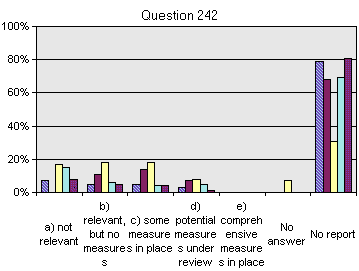 Question 242
100%
80%
60%
40%
20%
0%
a) not
relevant
b)
relevant,
but no
measure
s
c) some
measures
in place
d)
potential
measure
s under
review
e)
compreh
ensive
measure
s in place
No
answer
No report